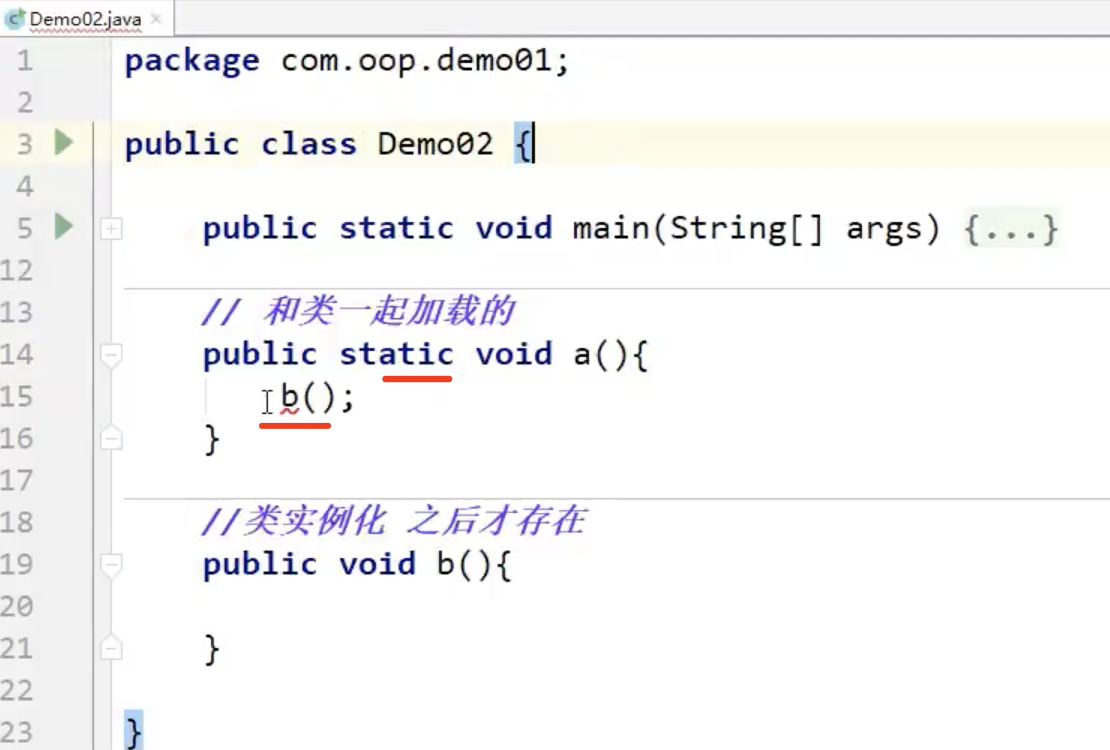 Demo02.java
1 package com.oop.demo01;
2
3 public class Demo02 {
4
5 public static void main(String[] args) {...}
12
13 // 和类一起加载的
14 public static void a(){
15 b();
16 }
17
18 //类实例化 之后才存在
19 public void b(){
20
21 }
22
23 }